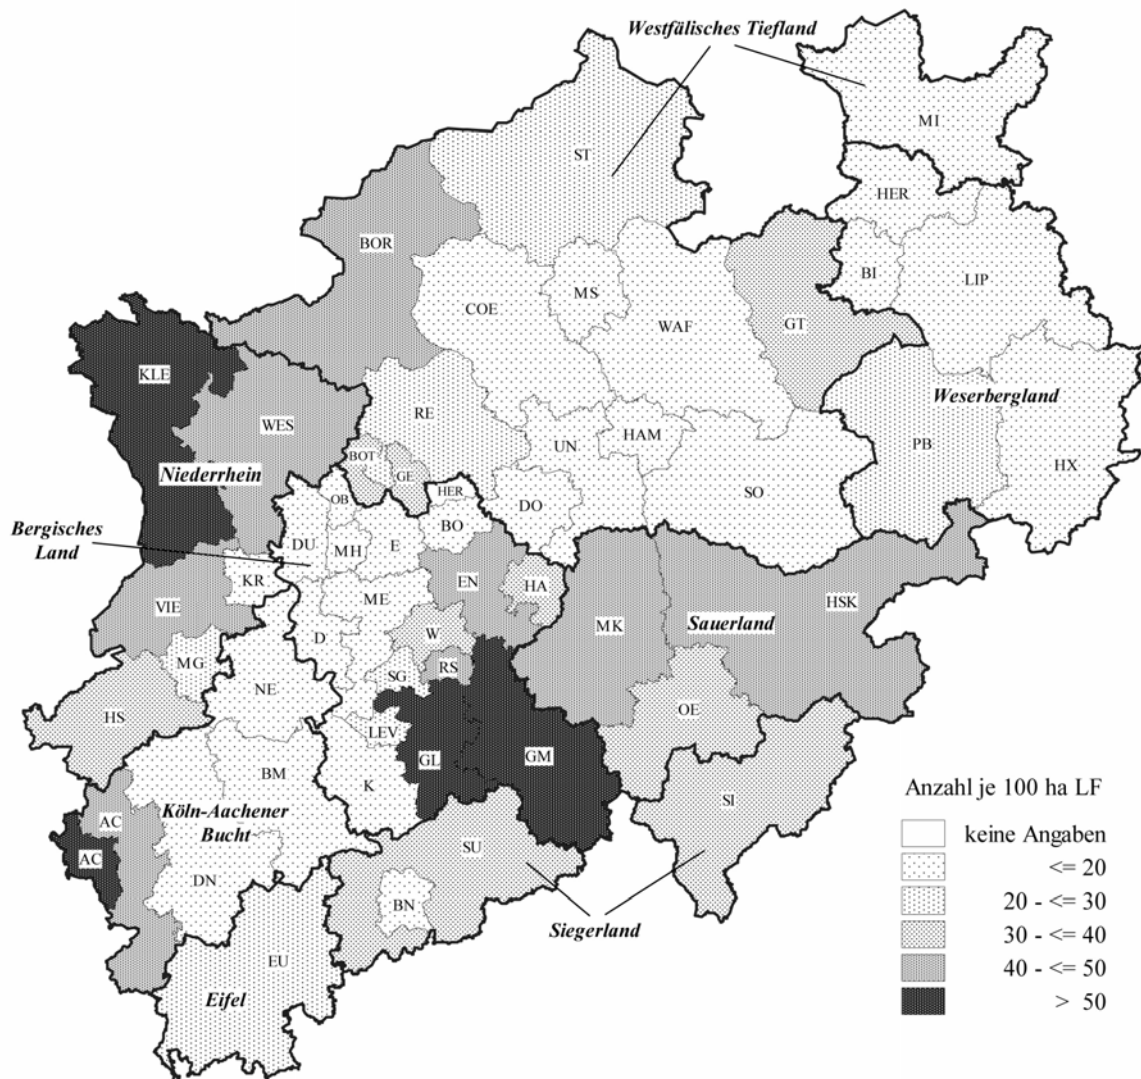 Westfälisches Tiefland
MI
ST
HER
BOR
BI
LIP
MS
COE
WAF
GT
KLE
Weserbergland
RE
WES
HAM
UN
PB
BOT
HX
GE
Niederrhein
SO
HER
OB
DO
BO
Bergisches
Land
DU
MH
E
KR
EN
HA
ME
HSK
VIE
MK
Sauerland
D
W
MG
RS
SG
NE
OE
HS
LEV
GL
GM
BM
K
Anzahl je 100 ha LF
SI
Köln-Aachener
Bucht
AC
keine Angaben
SU
AC
<= 20
DN
20 - <= 30
BN
Siegerland
30 - <= 40
EU
40 - <= 50
Eifel
> 50